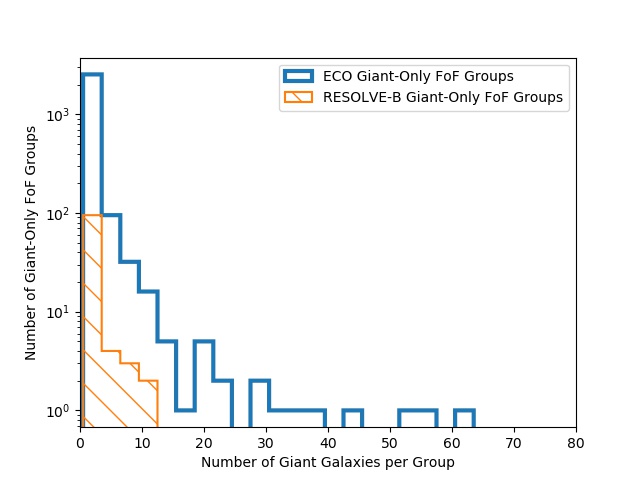 ECO Giant-Only FoF Groups
RESOLVE-B Giant-Only FoF Groups
Number of Giant-Only FoF Groups
10³
10²
10¹
10⁰
0 10 20 30 40 50 60 70 80
Number of Giant Galaxies per Group